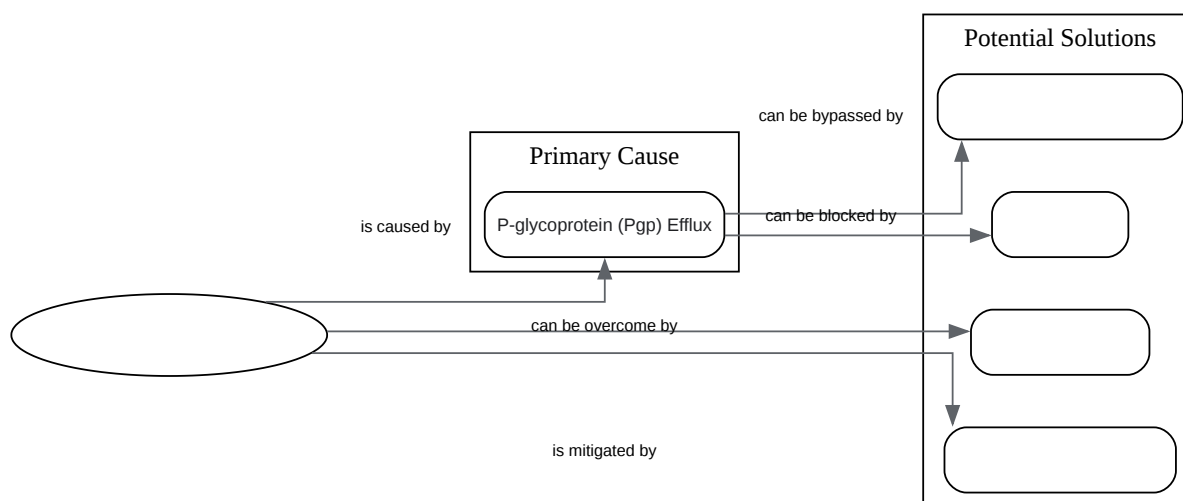 Potential Solutions
can be bypassed by
Primary Cause
P-glycoprotein (Pgp) Efflux
can be blocked by
is caused by
can be overcome by
is mitigated by